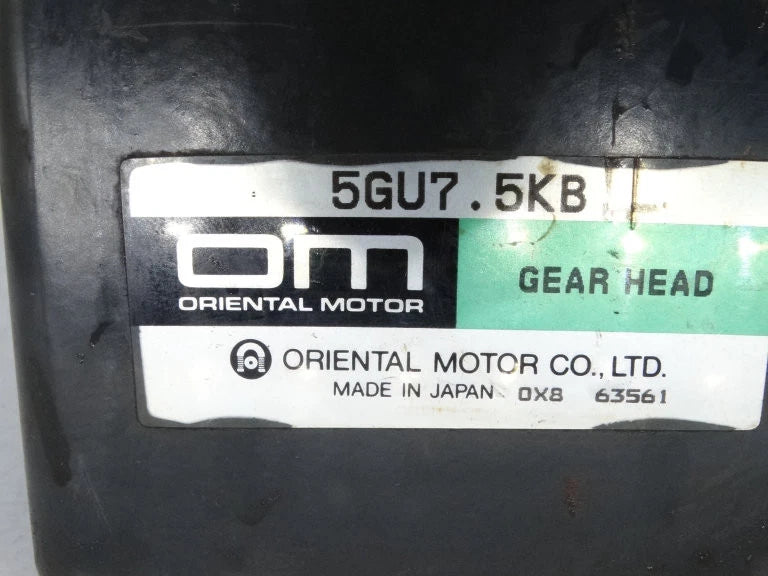 5GU7.5KB
om
ORIENTAL MOTOR
GEAR HEAD
ORIENTAL MOTOR CO., LTD.
MADE IN JAPAN 0X8 63561